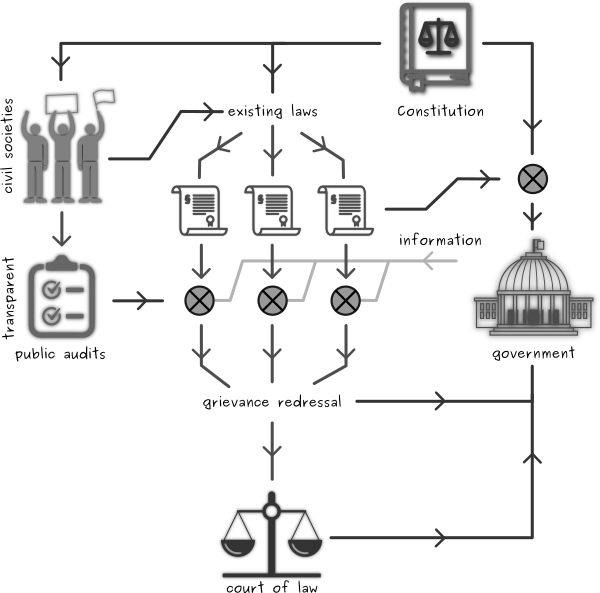 existing laws
Constitution
civil societies
information
transparent
public audits
government
grievance redressal
court of law